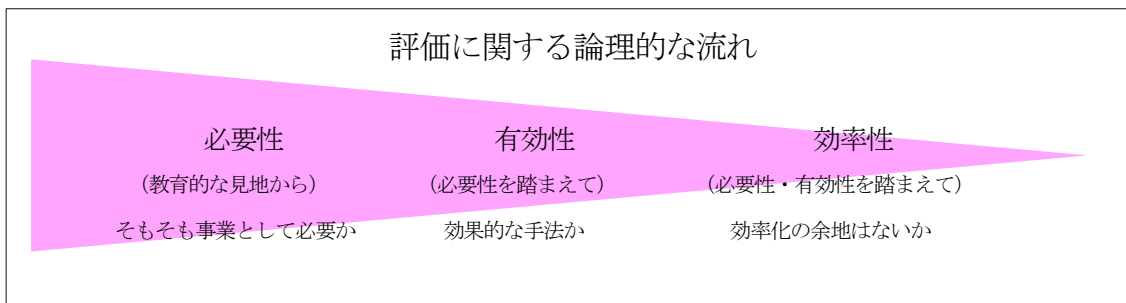 評価に関する論理的な流れ
必要性
有効性
効率性
（教育的な見地から）
（必要性を踏まえて）
（必要性・有効性を踏まえて）
そもそも事業として必要か
効果的な手法か
効率化の余地はないか